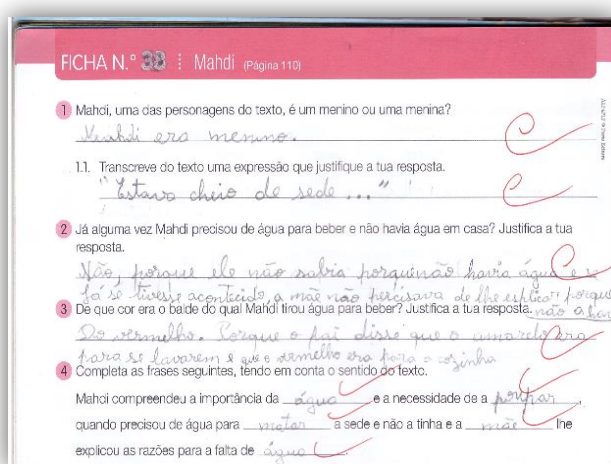 FICHA N.º 38 Mahdi (Página 110)
1 Mahdi, uma das personagens do texto, é um menino ou uma menina?
Mahdi era menino.
1.1. Transcreve do texto uma expressão que justifique a tua resposta.
"Estava cheio de sede ..."
2 Já alguma vez Mahdi precisou de água para beber e não havia água em casa? Justifica a tua
resposta.
Não, porque ele não sabia porque não havia água e s
já se tivesse acontecido, a mãe não percisava de lhe esplicar porque
não a hav
3 De que cor era o balde do qual Mahdi tirou água para beber? Justifica a tua resposta.
Do vermelho. Porque o pai disse que o amarelo era
para se lavarem e que o vermelho era para a cozinha
4 Completa as frases seguintes, tendo em conta o sentido do texto.
Mahdi compreendeu a importância da água e a necessidade de a poupar,
quando precisou de água para matar a sede e não a tinha e a mãe lhe
explicou as razões para a falta de água.